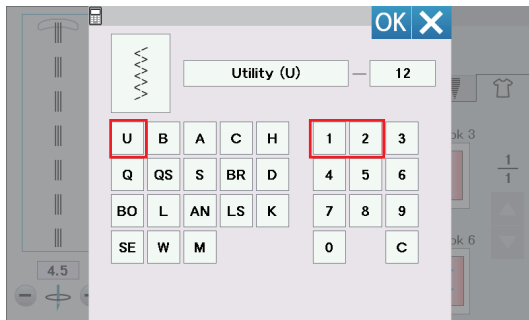 OK
Utility (U) — 12
U B A C H 1 2 3
Q QS S BR D 4 5 6
BO L AN LS K 7 8 9
SE W M 0 C
ok 3
1
1
ok 6
4.5